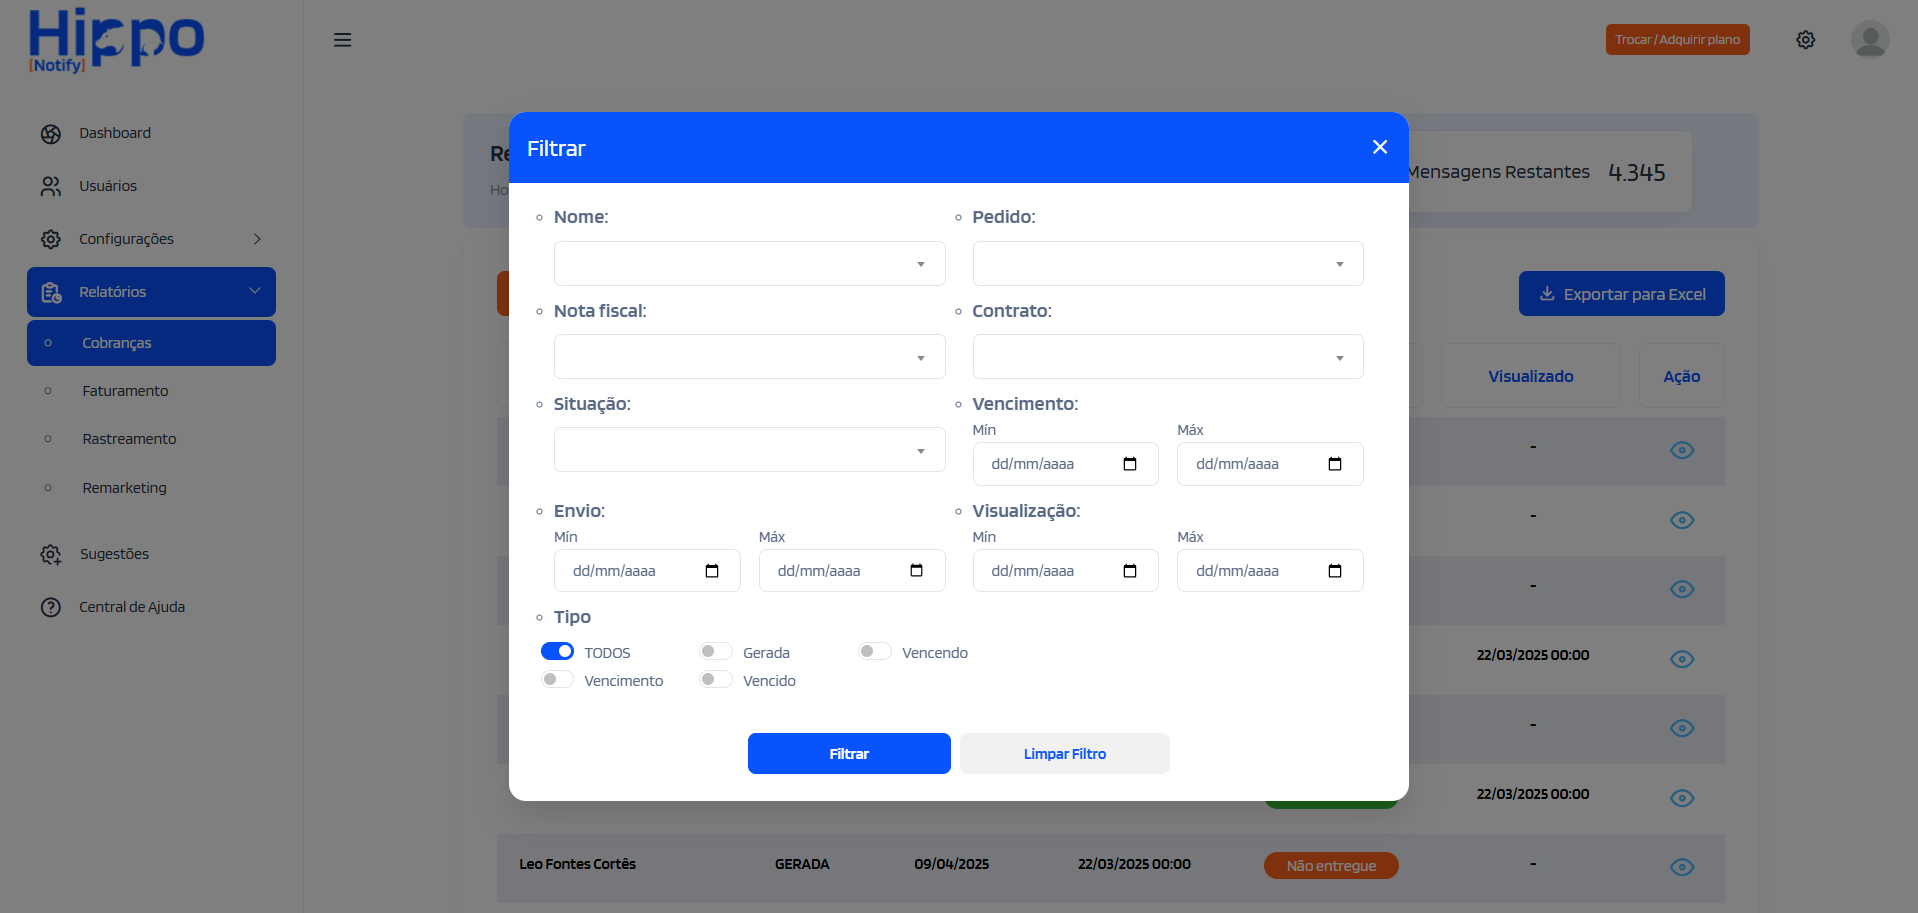 Hippo
[Notify]
Trocar / Adquirir plano
Dashboard
Usuários
Configurações
Relatórios
Cobranças
Faturamento
Rastreamento
Remarketing
Sugestões
Central de Ajuda
Mensagens Restantes 4.345
Exportar para Excel
Visualizado Ação
Filtrar
Nome: Pedido:
Nota fiscal: Contrato:
Situação: Vencimento:
Mín Máx
dd/mm/aaaa dd/mm/aaaa
Envio: Visualização:
Mín Máx Mín Máx
dd/mm/aaaa dd/mm/aaaa dd/mm/aaaa dd/mm/aaaa
Tipo
TODOS Gerada Vencendo
Vencimento Vencido
Filtrar Limpar Filtro
-
-
-
22/03/2025 00:00
-
22/03/2025 00:00
Leo Fontes Cortês GERADA 09/04/2025 22/03/2025 00:00 Não entregue -